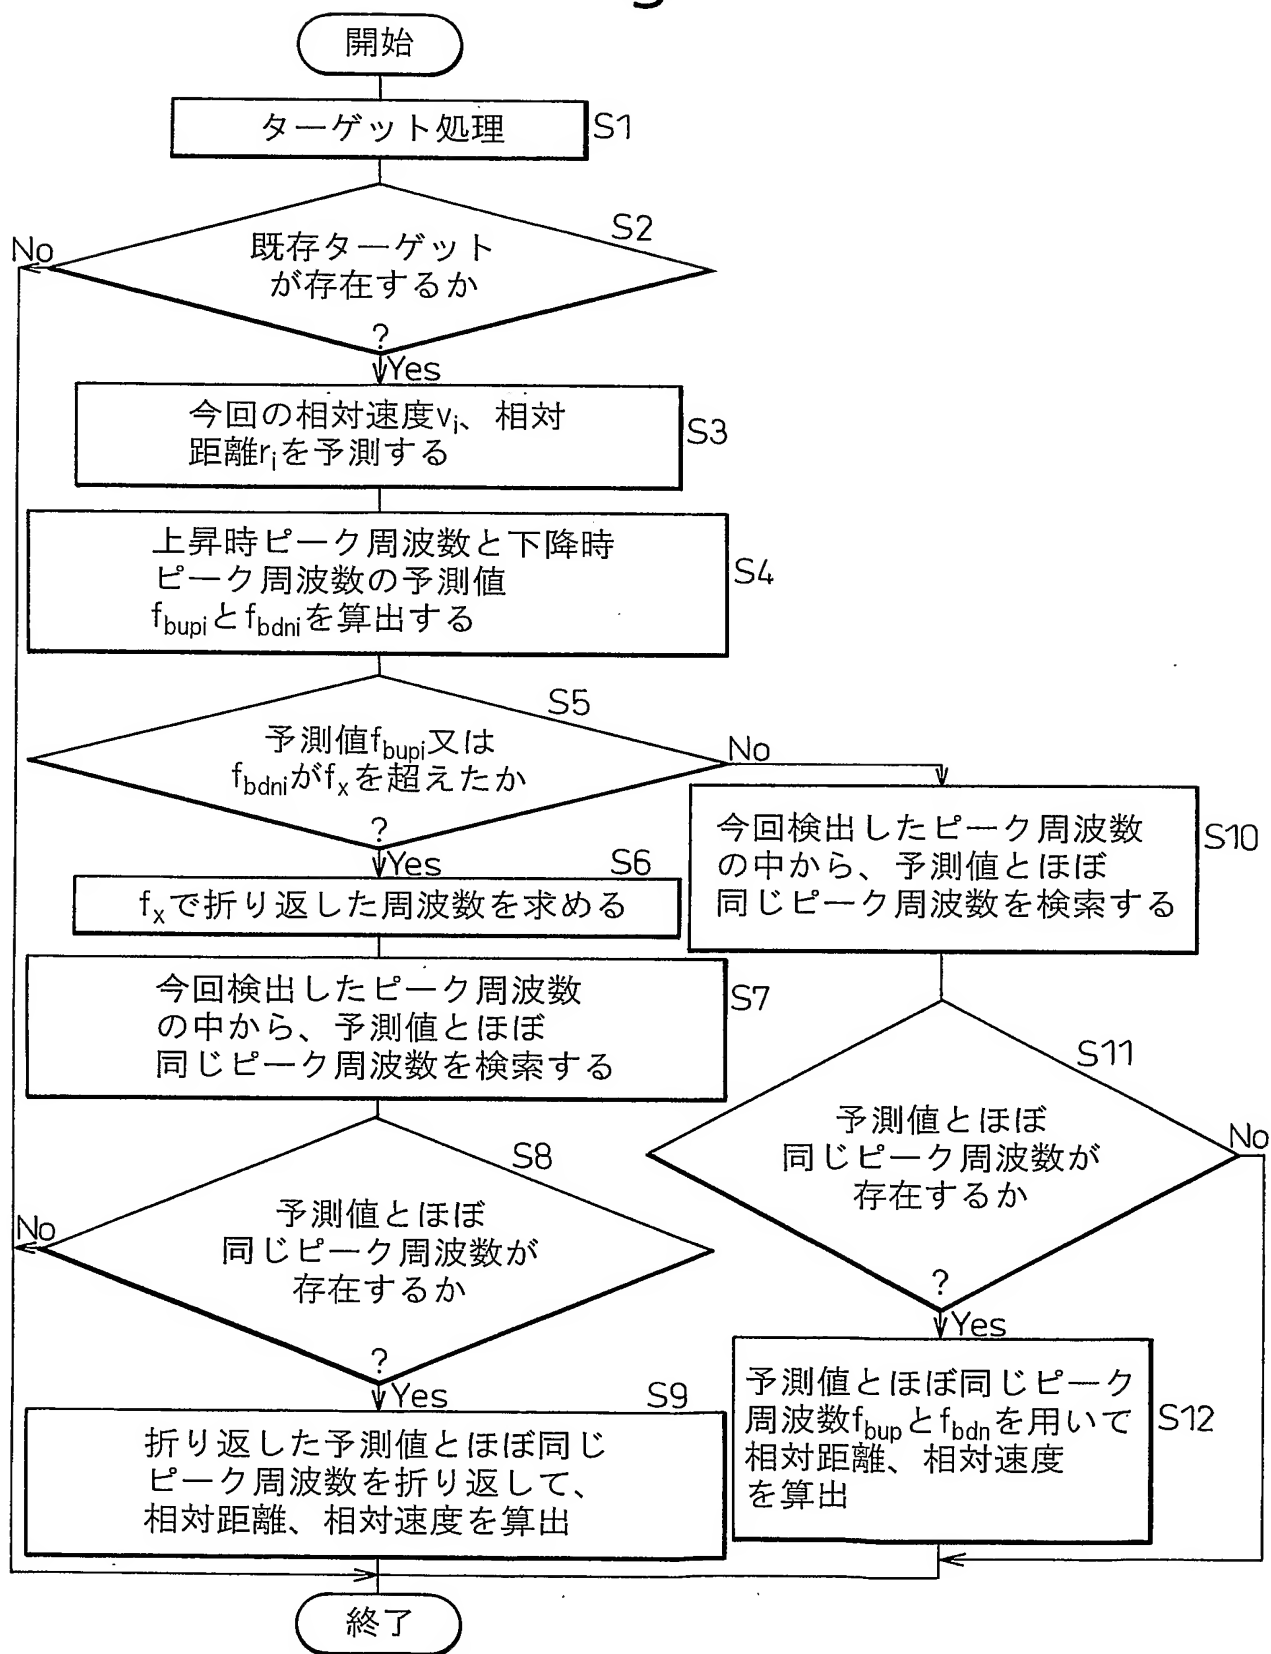 開始
ターゲット処理
S1
S2
既存ターゲット
が存在するか
?
No
Yes
今回の相対速度vi、相対
距離riを予測する
S3
上昇時ピーク周波数と下降時
ピーク周波数の予測値
fbupiとfbdniを算出する
S4
S5
予測値fbupi又は
fbdniがfxを超えたか
?
No
Yes
S6
fxで折り返した周波数を求める
今回検出したピーク周波数
の中から、予測値とほぼ
同じピーク周波数を検索する
S7
S8
予測値とほぼ
同じピーク周波数が
存在するか
?
No
Yes
S9
折り返した予測値とほぼ同じ
ピーク周波数を折り返して、
相対距離、相対速度を算出
今回検出したピーク周波数
の中から、予測値とほぼ
同じピーク周波数を検索する
S10
S11
予測値とほぼ
同じピーク周波数が
存在するか
?
No
Yes
予測値とほぼ同じピーク
周波数fbupとfbdnを用いて
相対距離、相対速度
を算出
S12
終了